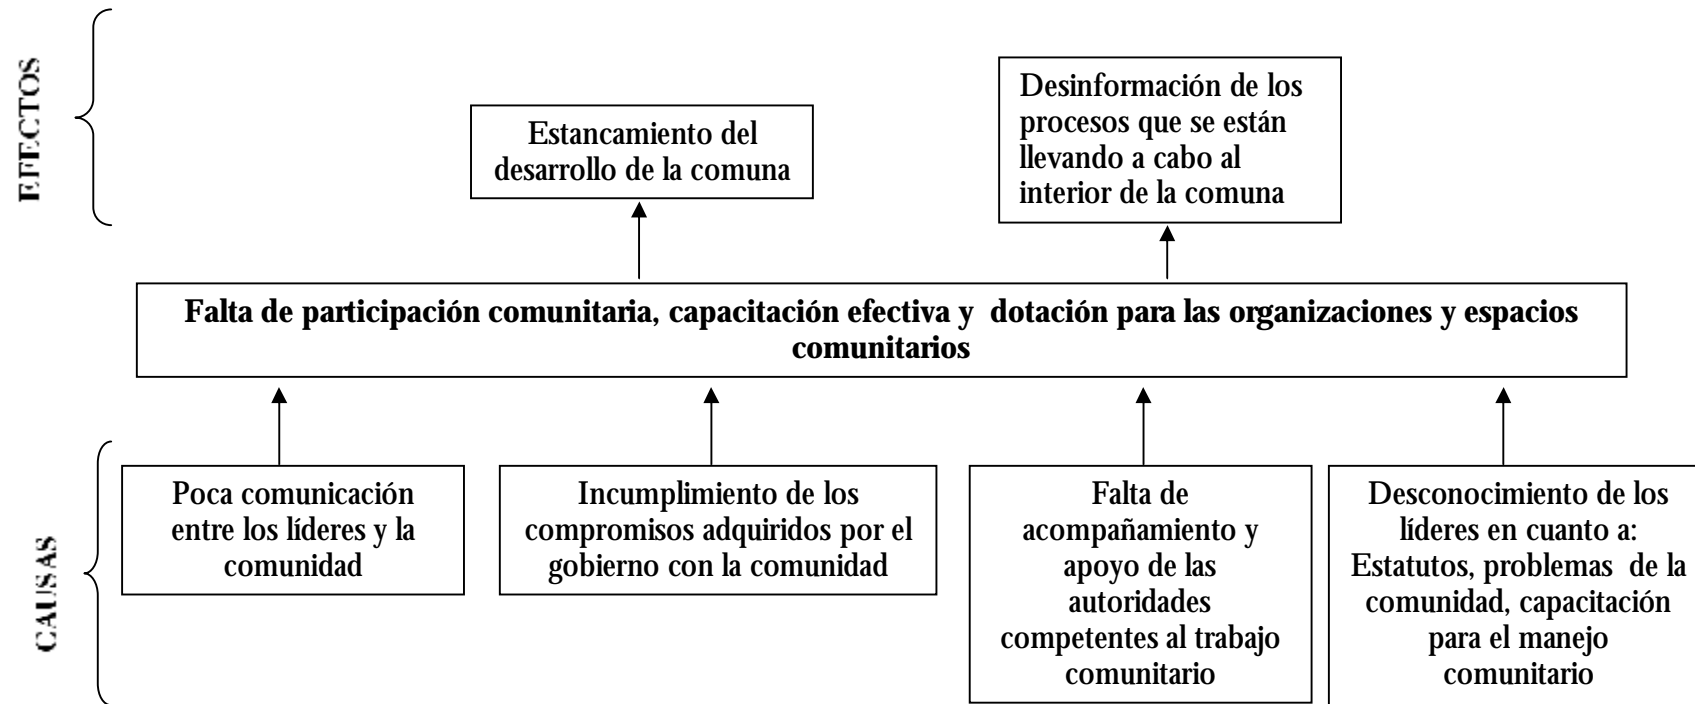 EFECTOS
Estancamiento del
desarrollo de la comuna
Desinformación de los
procesos que se están
llevando a cabo al
interior de la comuna
Falta de participación comunitaria, capacitación efectiva y  dotación para las organizaciones y espacios
comunitarios
CAUSAS
Poca comunicación
entre los líderes y la
comunidad
Incumplimiento de los
compromisos adquiridos por el
gobierno con la comunidad
Falta de
acompañamiento y
apoyo de las
autoridades
competentes al trabajo
comunitario
Desconocimiento de los
líderes en cuanto a:
Estatutos, problemas  de la
comunidad, capacitación
para el manejo
comunitario